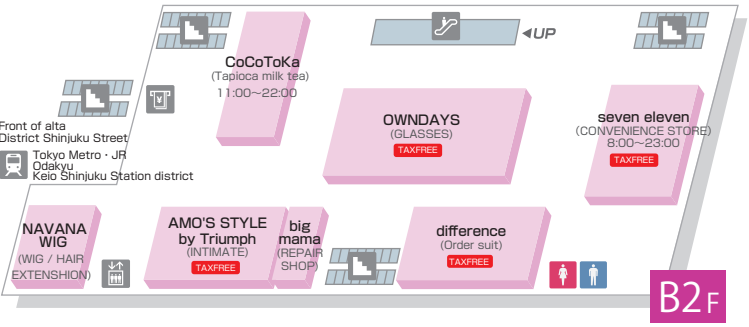 ◀UP
CoCoToKa
(Tapioca milk tea)
11:00~22:00
Front of alta
District Shinjuku Street
Tokyo Metro・JR
Odakyu
Keio Shinjuku Station district
OWNDAYS
(GLASSES)
TAXFREE
seven eleven
(CONVENIENCE STORE)
8:00~23:00
TAXFREE
NAVANA
WIG
(WIG / HAIR
EXTENSHION)
AMO'S STYLE
by Triumph
(INTIMATE)
TAXFREE
big
mama
(REPAIR
SHOP)
difference
(Order suit)
TAXFREE
B2F